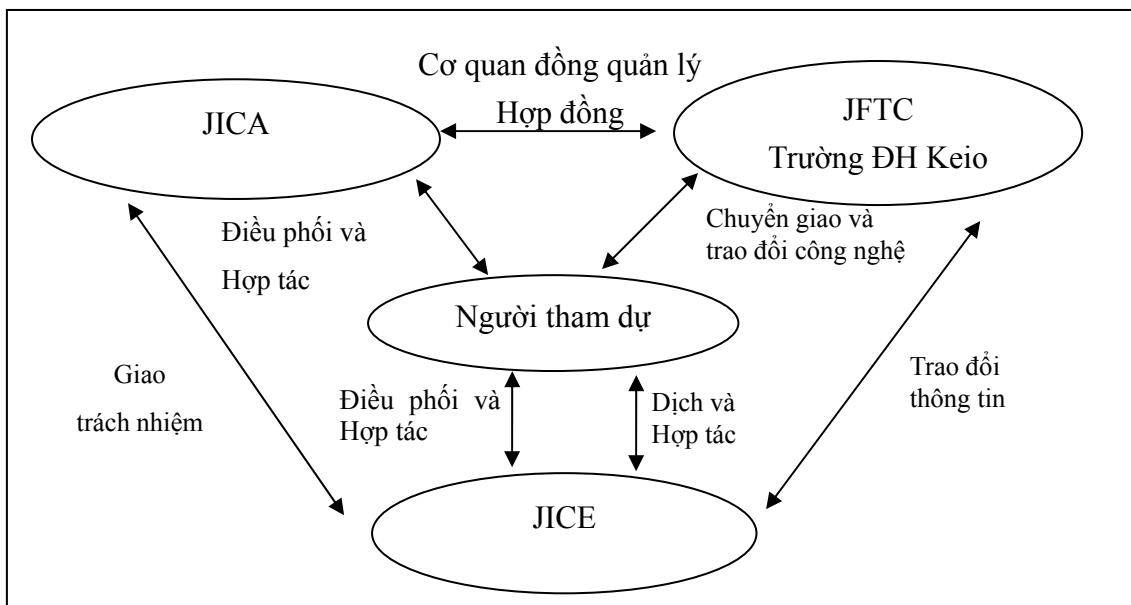 Cơ quan đồng quản lý
Hợp đồng
JICA
JFTC
Trường ĐH Keio
Điều phối và
Hợp tác
Chuyển giao và
trao đổi công nghệ
Người tham dự
Giao
trách nhiệm
Điều phối và
Hợp tác
Dịch và
Hợp tác
Trao đổi
thông tin
JICE